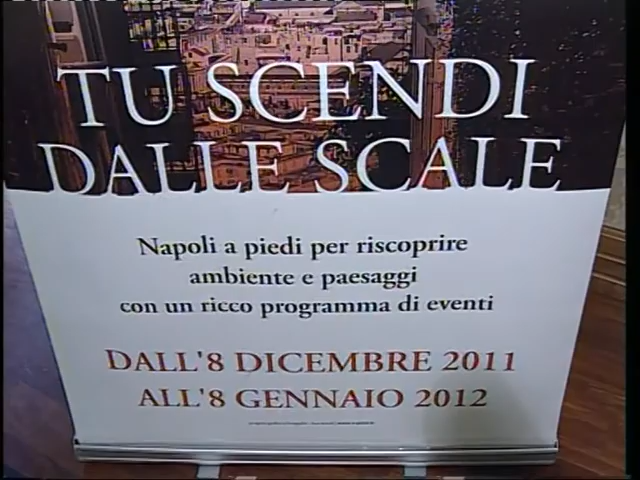 TU SCENDI
DALLE SCALE
Napoli a piedi per riscoprire
ambiente e paesaggi
con un ricco programma di eventi
DALL'8 DICEMBRE 2011
ALL'8 GENNAIO 2012